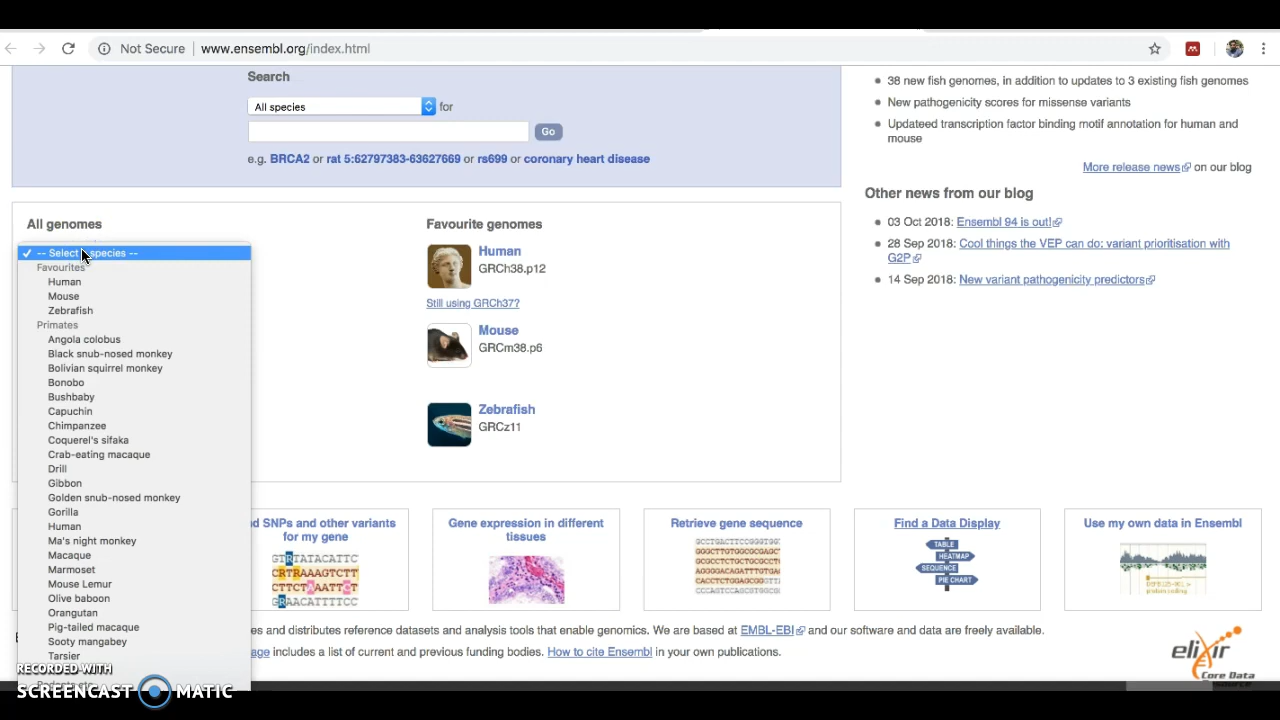 Not Secure
www.ensembl.org/index.html
Search
All species
for
Go
e.g. BRCA2 or rat 5:62797383-63627669 or rs699 or coronary heart disease
38 new fish genomes, in addition to updates to 3 existing fish genomes
New pathogenicity scores for missense variants
Updateed transcription factor binding motif annotation for human and
mouse
More release news on our blog
Other news from our blog
03 Oct 2018: Ensembl 94 is out!
28 Sep 2018: Cool things the VEP can do: variant prioritisation with
G2P
14 Sep 2018: New variant pathogenicity predictors
All genomes
-- Select a species --
Favourites
Human
Mouse
Zebrafish
Primates
Angola colobus
Black snub-nosed monkey
Bolivian squirrel monkey
Bonobo
Bushbaby
Capuchin
Chimpanzee
Coquerel's sifaka
Crab-eating macaque
Drill
Gibbon
Golden snub-nosed monkey
Gorilla
Human
Ma's night monkey
Macaque
Marmoset
Mouse Lemur
Olive baboon
Orangutan
Pig-tailed macaque
Sooty mangabey
Tarsier
Favourite genomes
Human
GRCh38.p12
Still using GRCh37?
Mouse
GRCm38.p6
Zebrafish
GRCz11
SNPs and other variants
for my gene
Gene expression in different
tissues
Retrieve gene sequence
Find a Data Display
TABLE
HEATMAP
SEQUENCE
PIE CHART
Use my own data in Ensembl
and distributes reference datasets and analysis tools that enable genomics. We are based at EMBL-EBI and our software and data are freely available.
includes a list of current and previous funding bodies. How to cite Ensembl in your own publications.
elixir
Core Data
RECORDED WITH
SCREENCAST MATIC